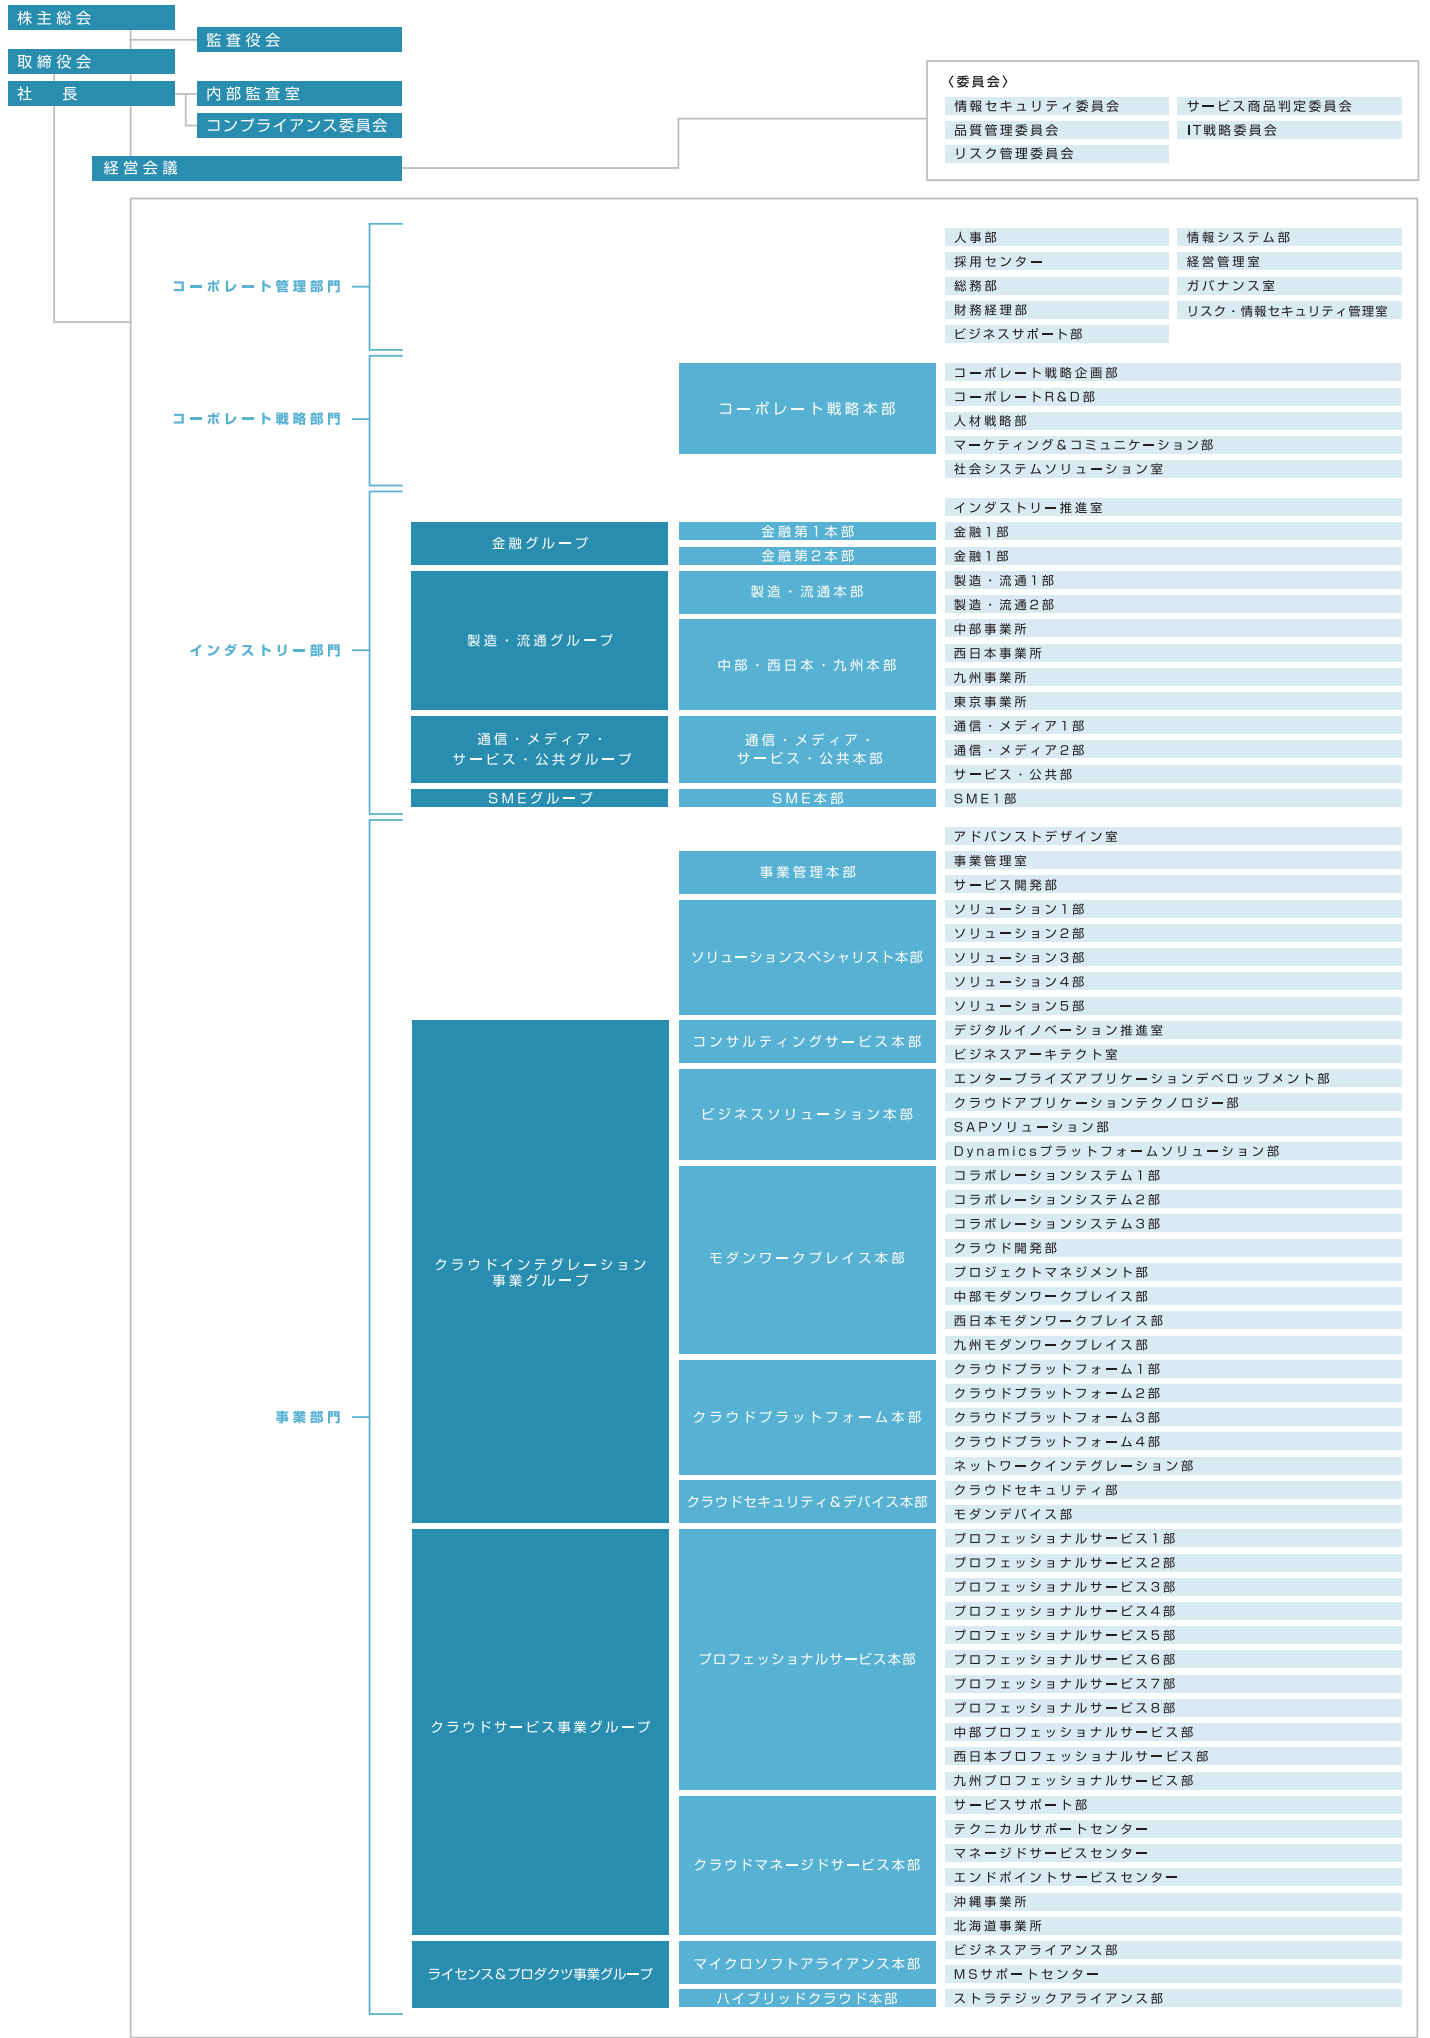 株主総会
監査役会
取締役会
社　長
内部監査室
コンプライアンス委員会
経営会議
〈委員会〉
情報セキュリティ委員会
サービス商品判定委員会
品質管理委員会
IT戦略委員会
リスク管理委員会
コーポレート管理部門
人事部
情報システム部
採用センター
経営管理室
総務部
ガバナンス室
財務経理部
リスク・情報セキュリティ管理室
ビジネスサポート部
コーポレート戦略部門
コーポレート戦略本部
コーポレート戦略企画部
コーポレートR&D部
人材戦略部
マーケティング&コミュニケーション部
社会システムソリューション室
インダストリー部門
インダストリー推進室
金融グループ
金融第1本部
金融1部
金融第2本部
金融1部
製造・流通グループ
製造・流通本部
製造・流通1部
製造・流通2部
中部・西日本・九州本部
中部事業所
西日本事業所
九州事業所
東京事業所
通信・メディア・
サービス・公共グループ
通信・メディア・
サービス・公共本部
通信・メディア1部
通信・メディア2部
サービス・公共部
SMEグループ
SME本部
SME1部
事業部門
アドバンストデザイン室
事業管理本部
事業管理室
サービス開発部
ソリューションスペシャリスト本部
ソリューション1部
ソリューション2部
ソリューション3部
ソリューション4部
ソリューション5部
クラウドインテグレーション
事業グループ
コンサルティングサービス本部
デジタルイノベーション推進室
ビジネスアーキテクト室
ビジネスソリューション本部
エンタープライズアプリケーションデベロップメント部
クラウドアプリケーションテクノロジー部
SAPソリューション部
Dynamicsプラットフォームソリューション部
モダンワークプレイス本部
コラボレーションシステム1部
コラボレーションシステム2部
コラボレーションシステム3部
クラウド開発部
プロジェクトマネジメント部
中部モダンワークプレイス部
西日本モダンワークプレイス部
九州モダンワークプレイス部
クラウドプラットフォーム本部
クラウドプラットフォーム1部
クラウドプラットフォーム2部
クラウドプラットフォーム3部
クラウドプラットフォーム4部
ネットワークインテグレーション部
クラウドセキュリティ&デバイス本部
クラウドセキュリティ部
モダンデバイス部
クラウドサービス事業グループ
プロフェッショナルサービス本部
プロフェッショナルサービス1部
プロフェッショナルサービス2部
プロフェッショナルサービス3部
プロフェッショナルサービス4部
プロフェッショナルサービス5部
プロフェッショナルサービス6部
プロフェッショナルサービス7部
プロフェッショナルサービス8部
中部プロフェッショナルサービス部
西日本プロフェッショナルサービス部
九州プロフェッショナルサービス部
クラウドマネージドサービス本部
サービスサポート部
テクニカルサポートセンター
マネージドサービスセンター
エンドポイントサービスセンター
沖縄事業所
北海道事業所
ライセンス&プロダクツ事業グループ
マイクロソフトアライアンス本部
ビジネスアライアンス部
MSサポートセンター
ハイブリッドクラウド本部
ストラテジックアライアンス部